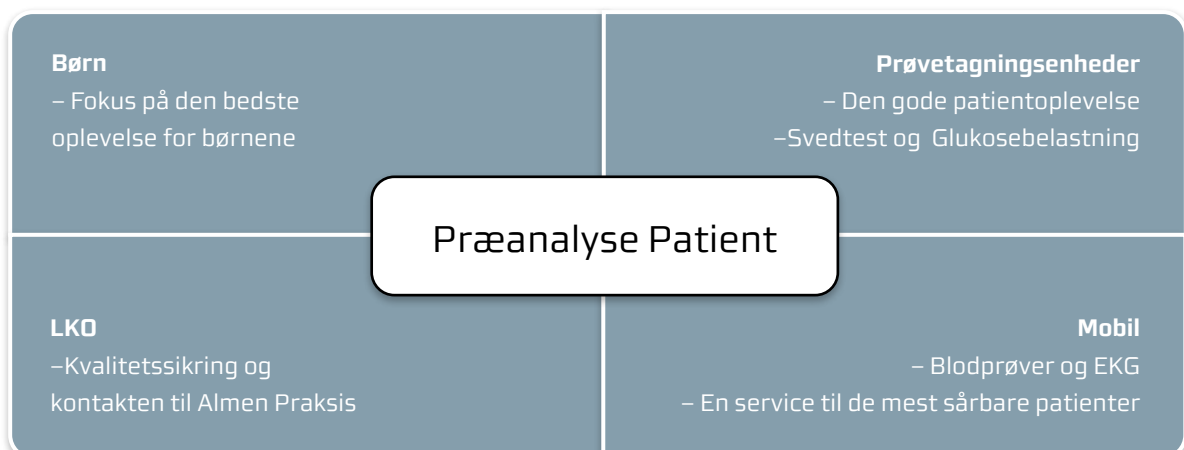 Børn
– Fokus på den bedste
oplevelse for børnene
Prøvetagningsenheder
– Den gode patientoplevelse
–Svedtest og  Glukosebelastning
Præanalyse Patient
LKO
–Kvalitetssikring og
kontakten til Almen Praksis
Mobil
– Blodprøver og EKG
– En service til de mest sårbare patienter